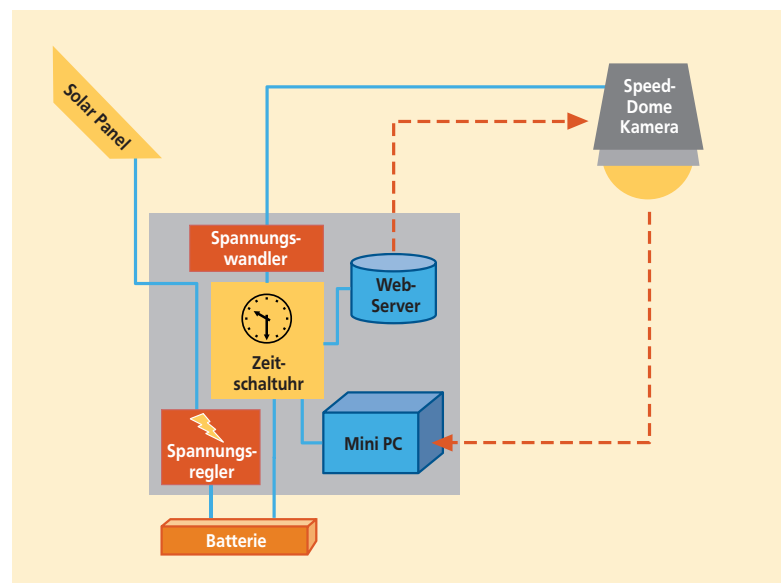 Solar Panel
Speed-
Dome
Kamera
Spannungs-
wandler
Web-
Server
Zeit-
schaltuhr
Mini PC
Spannungs-
regler
Batterie